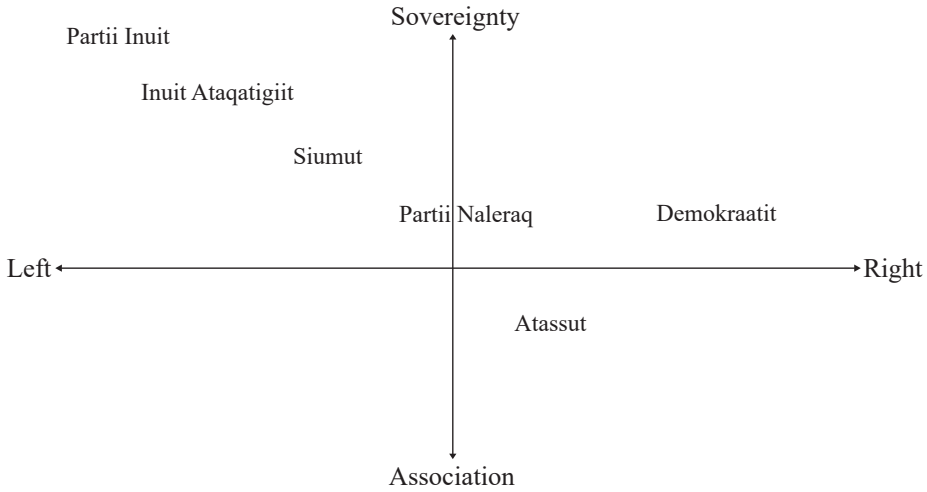 Sovereignty
Partii Inuit
Inuit Ataqatigiit
Siumut
Partii Naleraq
Demokraatit
Left
Right
Atassut
Association